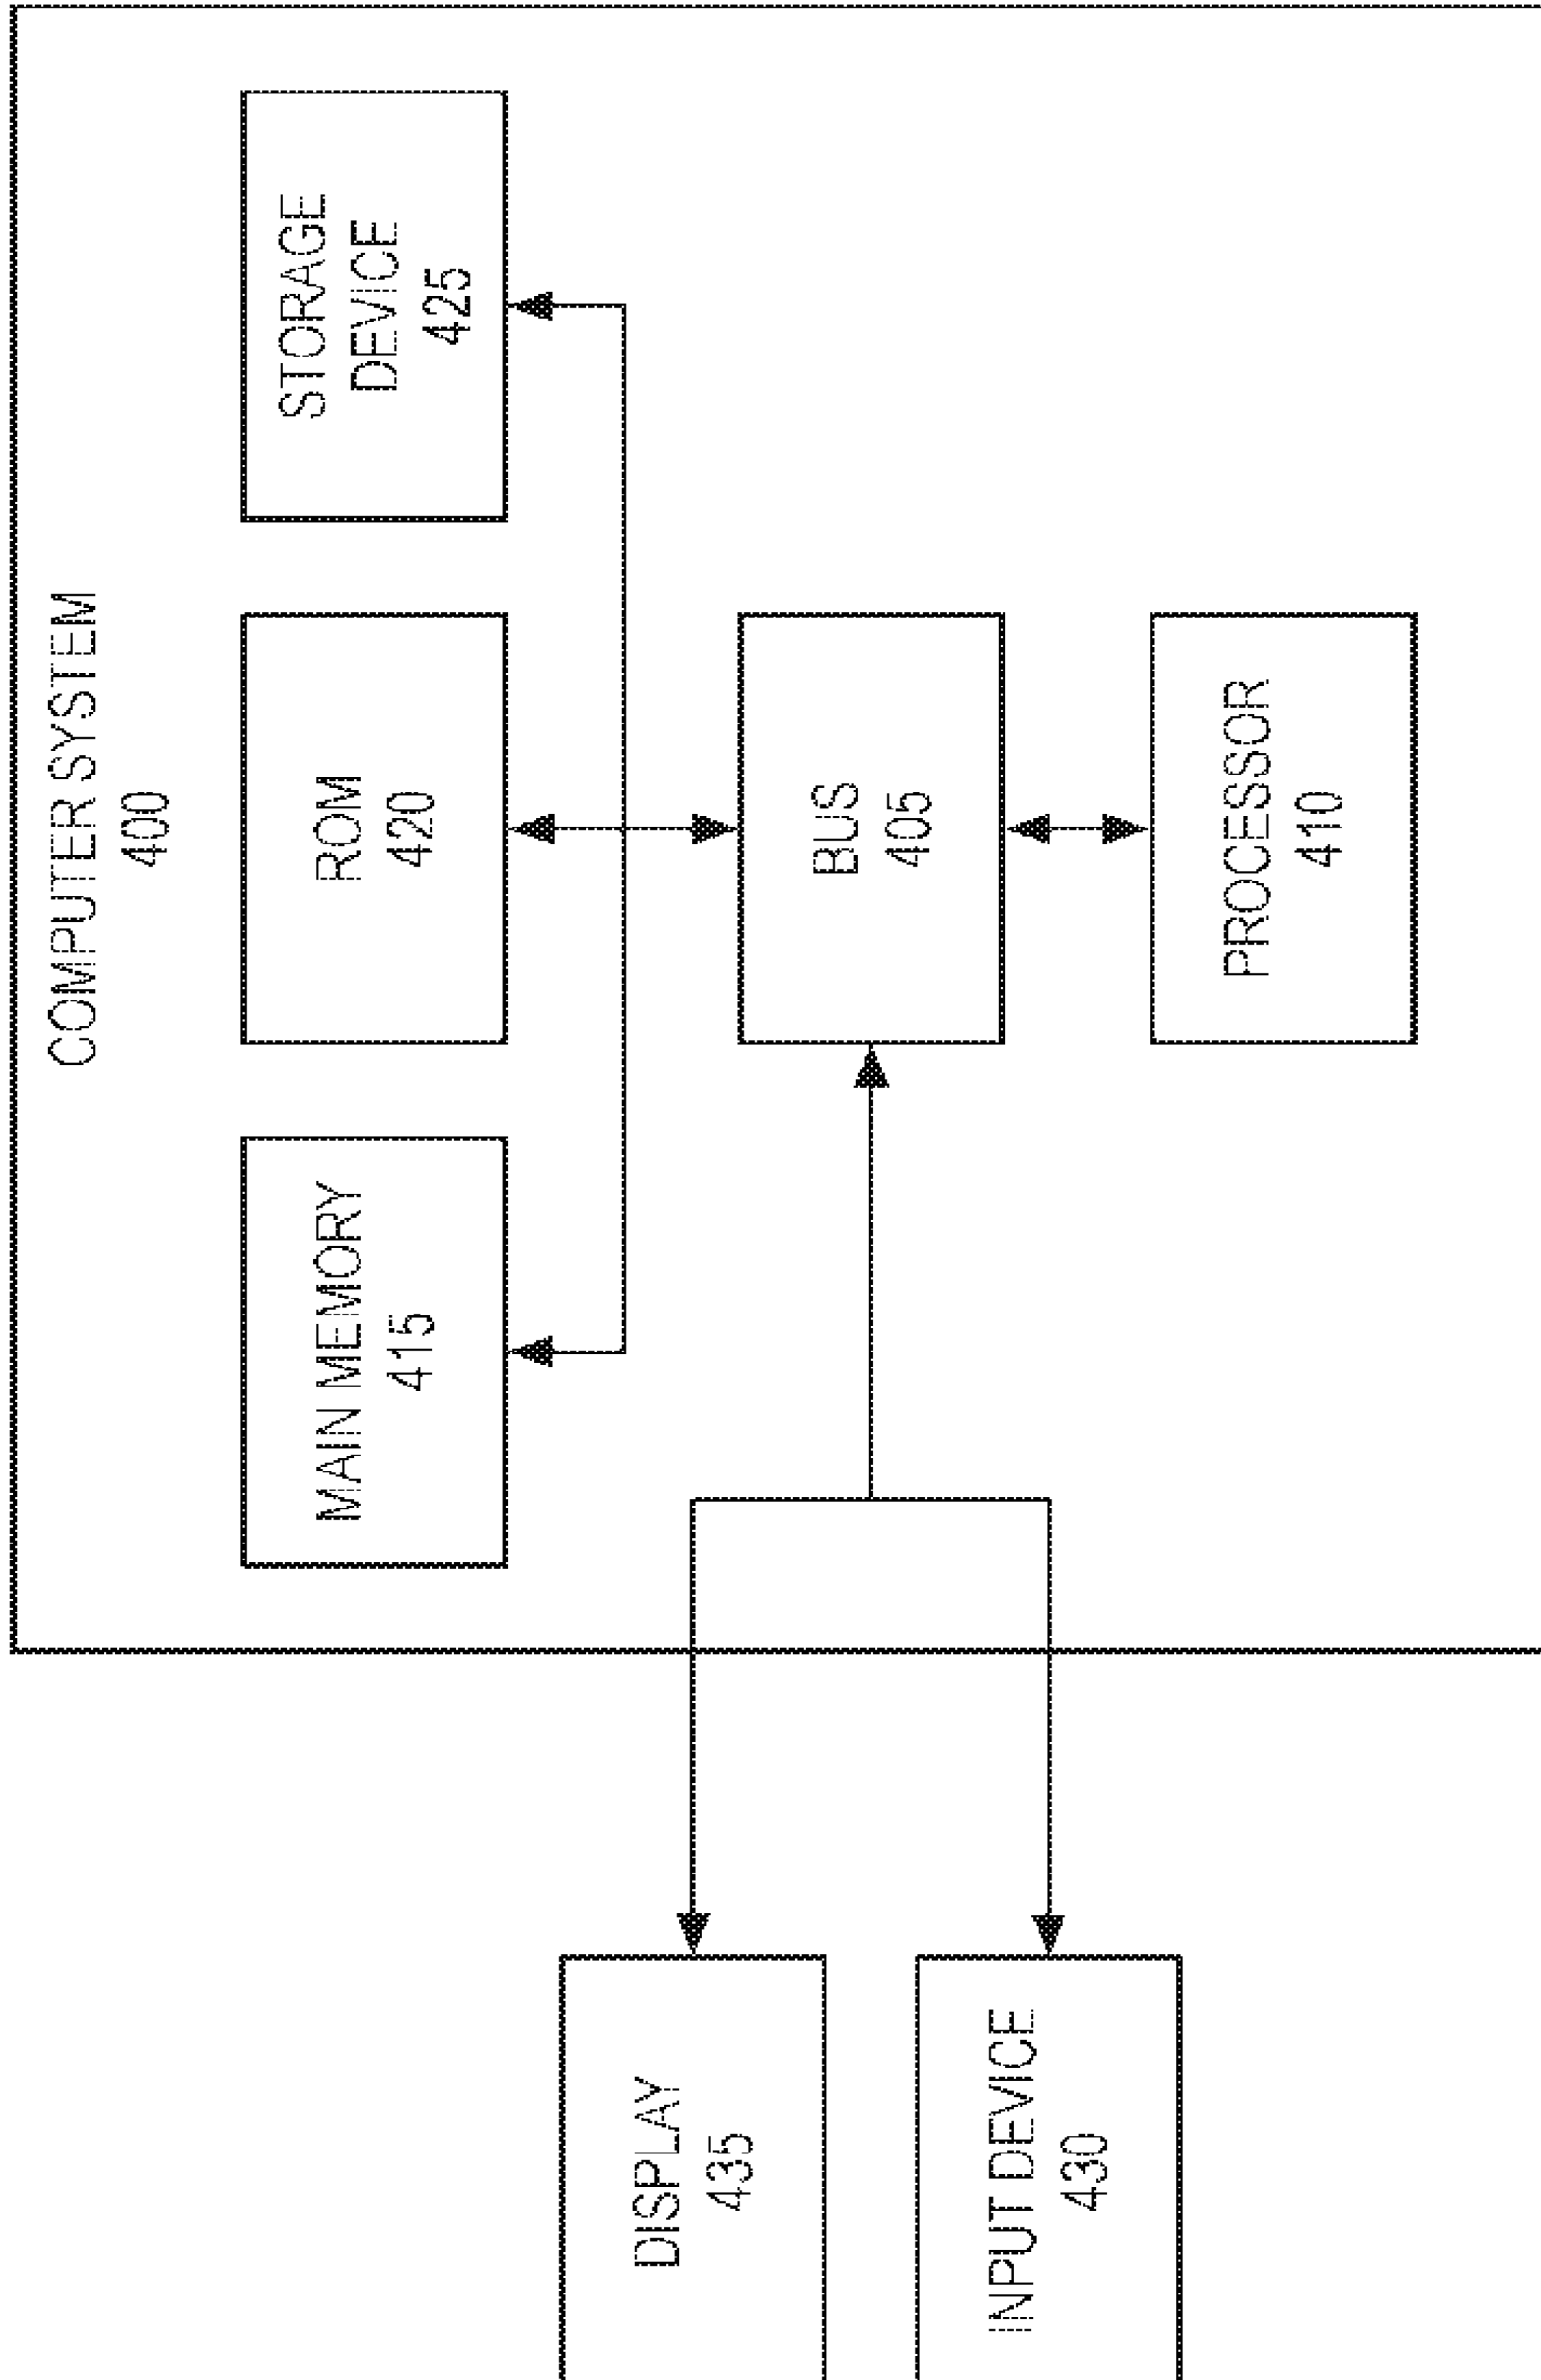 COMPUTER SYSTEM
400
MAIN MEMORY
415
ROM
420
STORAGE
DEVICE
425
DISPLAY
435
BUS
405
INPUT DEVICE
430
PROCESSOR
410